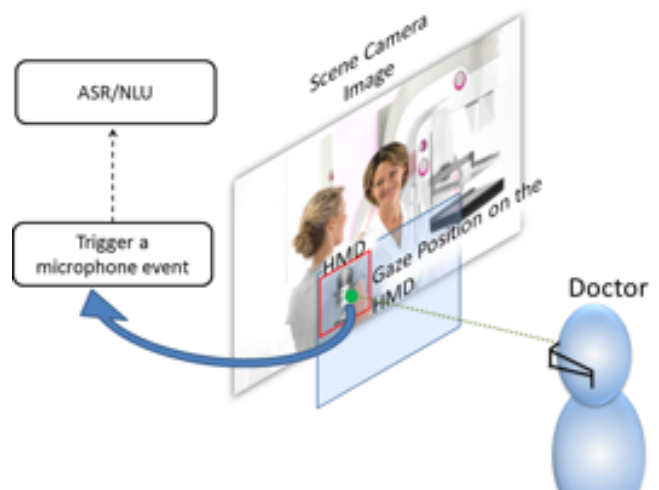 Scene Camera
Image
ASR/NLU
Trigger a
microphone event
HMD
Gaze Position on the
HMD
Doctor